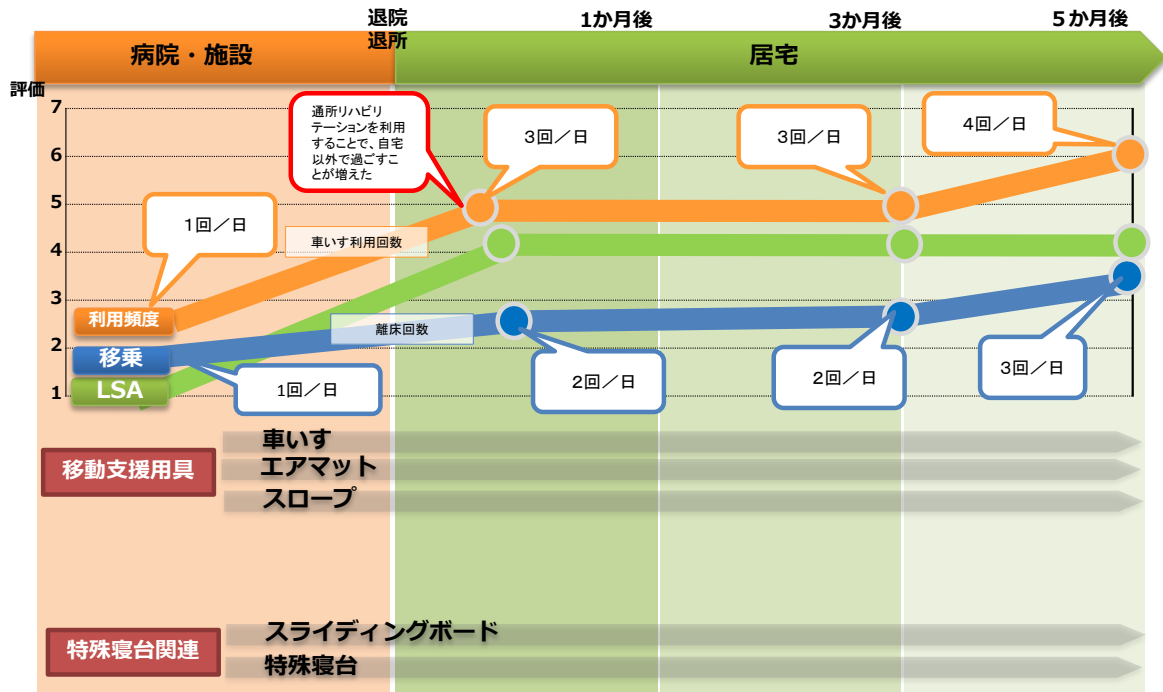 退院
退所
1か月後
3か月後
５か月後
病院・施設
居宅
評価
7
6
5
4
3
2
1
通所リハビリ
テーションを利用
することで、自宅
以外で過ごすこ
とが増えた
3回／日
3回／日
4回／日
1回／日
車いす利用回数
利用頻度
離床回数
移乗
LSA
1回／日
２回／日
２回／日
３回／日
移動支援用具
車いす
エアマット
スロープ
特殊寝台関連
スライディングボード
特殊寝台